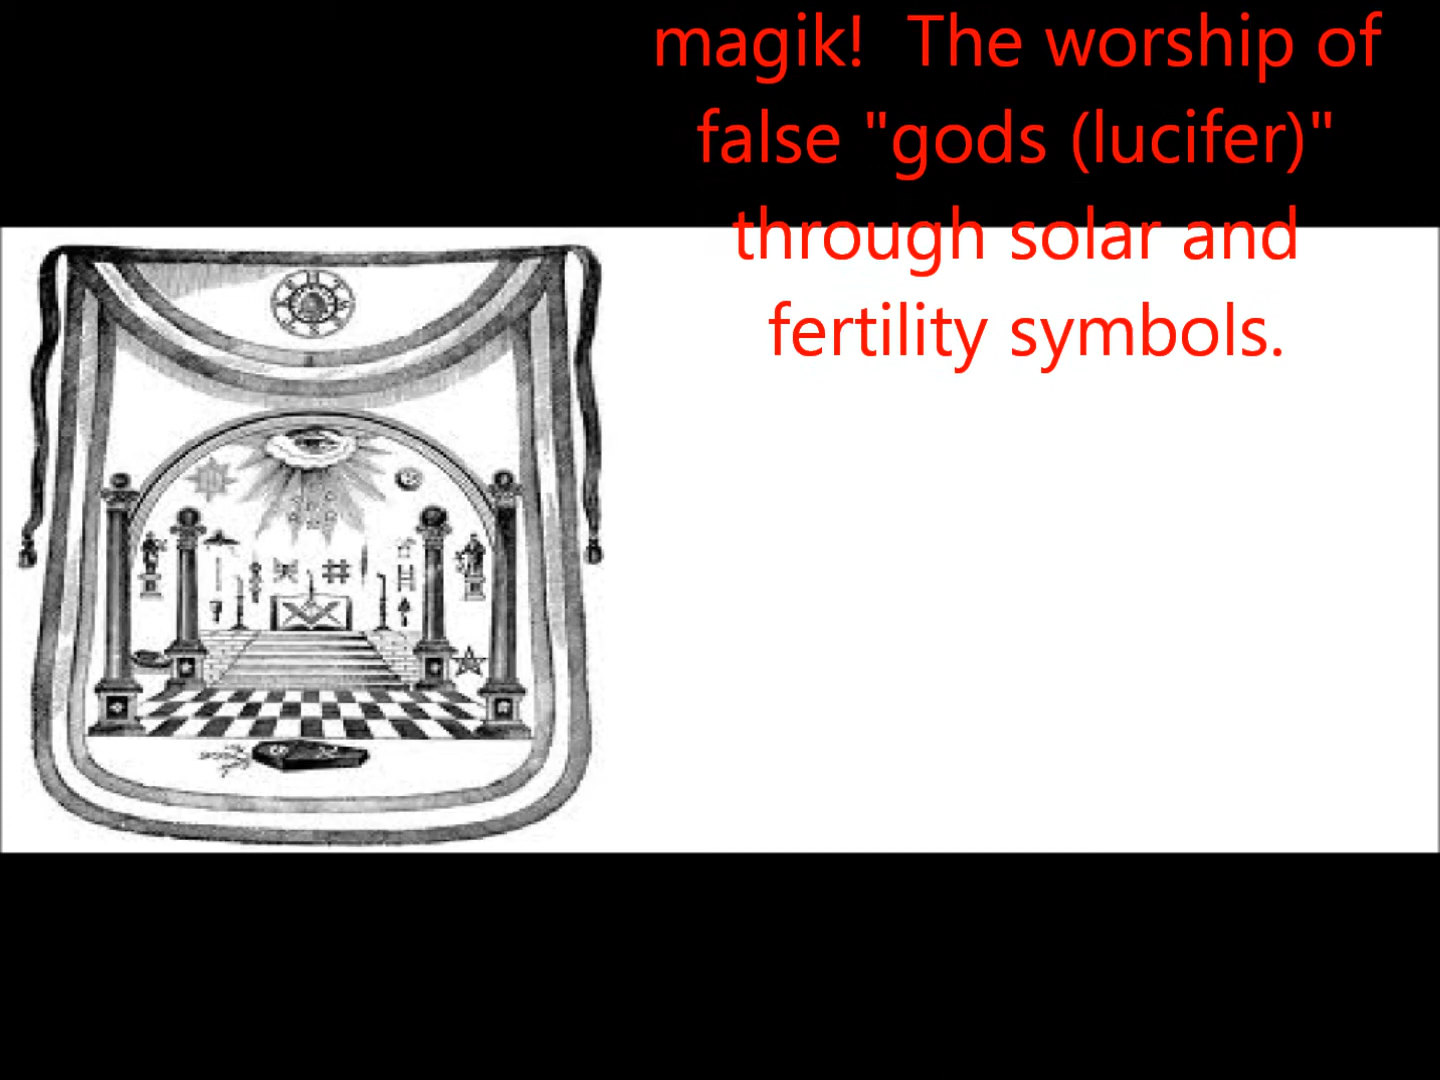 magik!  The worship of
false "gods (lucifer)"
through solar and
fertility symbols.